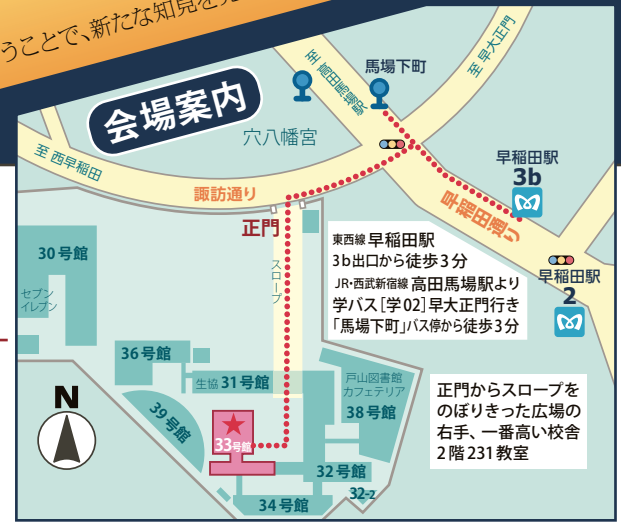 うことで、新たな知見を
会場案内
至 高田馬場駅
馬場下町
至 早大正門
穴八幡宮
至 西早稲田
諏訪通り
早稲田駅
3b
早稲田通り
正門
スロープ
東西線 早稲田駅
3b出口から徒歩3分
JR・西武新宿線 高田馬場駅より
学バス[学02]早大正門行き
「馬場下町」バス停から徒歩3分
早稲田駅
2
30号館
セブン
イレブン
36号館
生協 31号館
戸山図書館
カフェテリア
38号館
39号館
33号館
32号館
32-2
34号館
N
正門からスロープを
のぼりきった広場の
右手、一番高い校舎
2階231教室